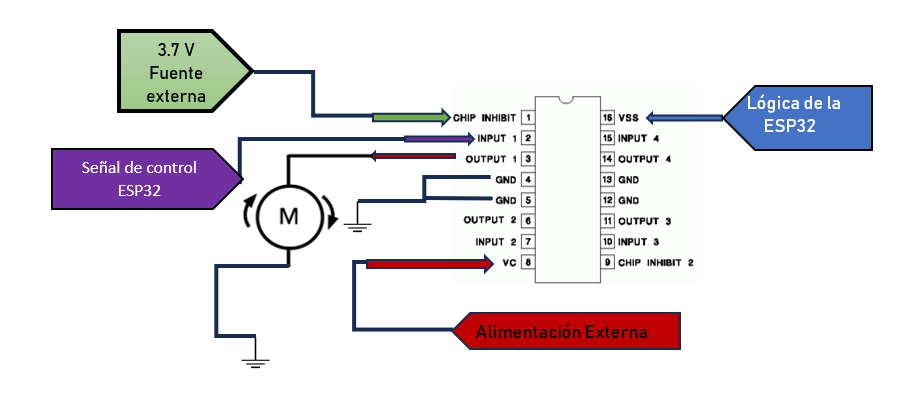 3.7 V
Fuente
externa
Lógica de la
ESP32
Señal de control
ESP32
CHIP INHIBIT 1
16 VSS
INPUT 1 2
15 INPUT 4
OUTPUT 1 3
14 OUTPUT 4
GND 4
13 GND
GND 5
12 GND
OUTPUT 2 6
11 OUTPUT 3
INPUT 2 7
10 INPUT 3
VC 8
9 CHIP INHIBIT 2
M
Alimentación Externa